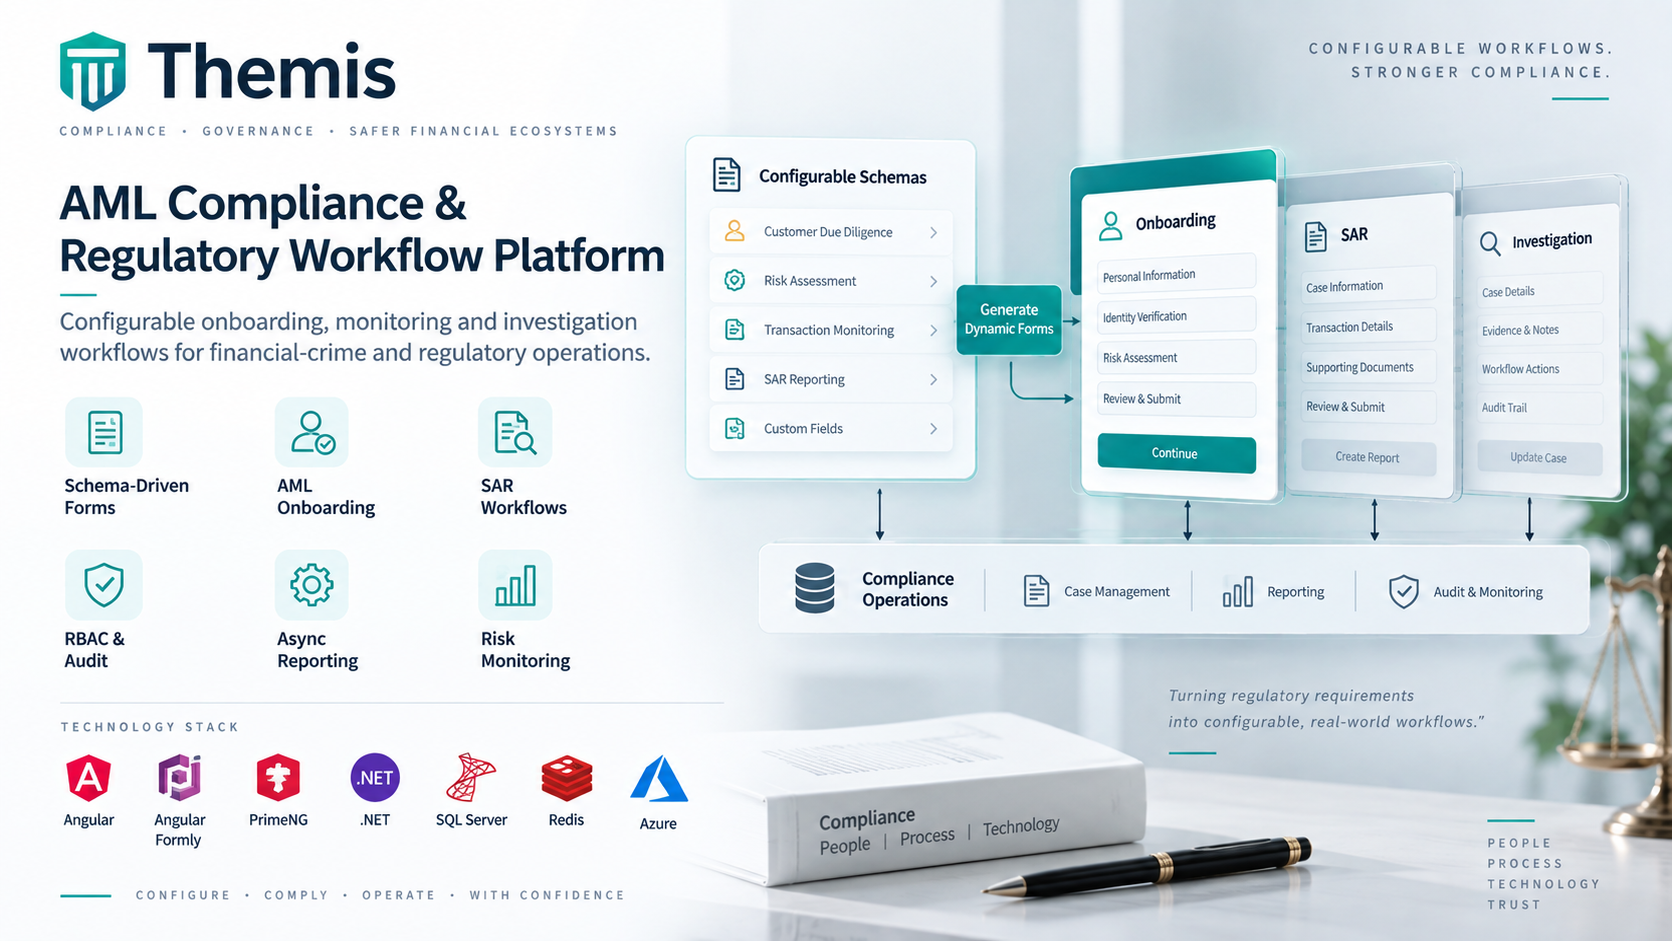 Themis
COMPLIANCE • GOVERNANCE • SAFER FINANCIAL ECOSYSTEMS
CONFIGURABLE WORKFLOWS.
STRONGER COMPLIANCE.
AML Compliance &
Regulatory Workflow Platform
Configurable onboarding, monitoring and investigation
workflows for financial-crime and regulatory operations.
Schema-Driven
Forms
AML
Onboarding
SAR
Workflows
RBAC &
Audit
Async
Reporting
Risk
Monitoring
Configurable Schemas
Customer Due Diligence
Risk Assessment
Transaction Monitoring
SAR Reporting
Custom Fields
Generate
Dynamic Forms
Onboarding
Personal Information
Identity Verification
Risk Assessment
Review & Submit
Continue
SAR
Case Information
Transaction Details
Supporting Documents
Review & Submit
Create Report
Investigation
Case Details
Evidence & Notes
Workflow Actions
Audit Trail
Update Case
Compliance
Operations
Case Management
Reporting
Audit & Monitoring
Turning regulatory requirements
into configurable, real-world workflows.”
TECHNOLOGY STACK
Angular
Angular
Formly
PrimeNG
.NET
.NET
SQL Server
Redis
Azure
Compliance
People | Process | Technology
CONFIGURE • COMPLY • OPERATE • WITH CONFIDENCE
PEOPLE
PROCESS
TECHNOLOGY
TRUST